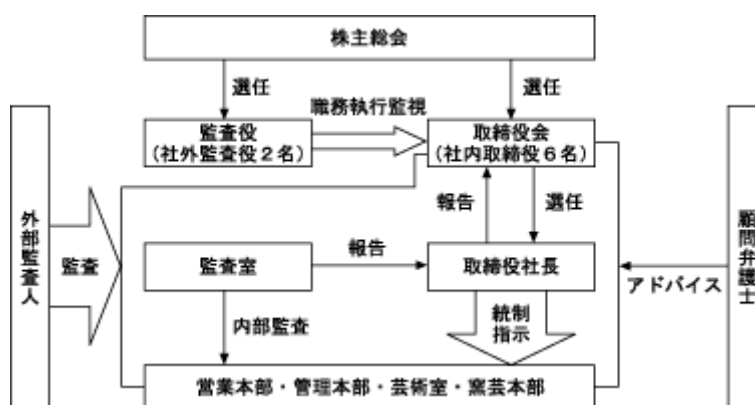 株主総会
選任
選任
職務執行監視
監査役
(社外監査役2名)
取締役会
(社内取締役6名)
外部監査人
監査
報告
選任
顧問弁護士
監査室
報告
取締役社長
アドバイス
内部監査
統制
指示
営業本部・管理本部・芸術室・窯芸本部